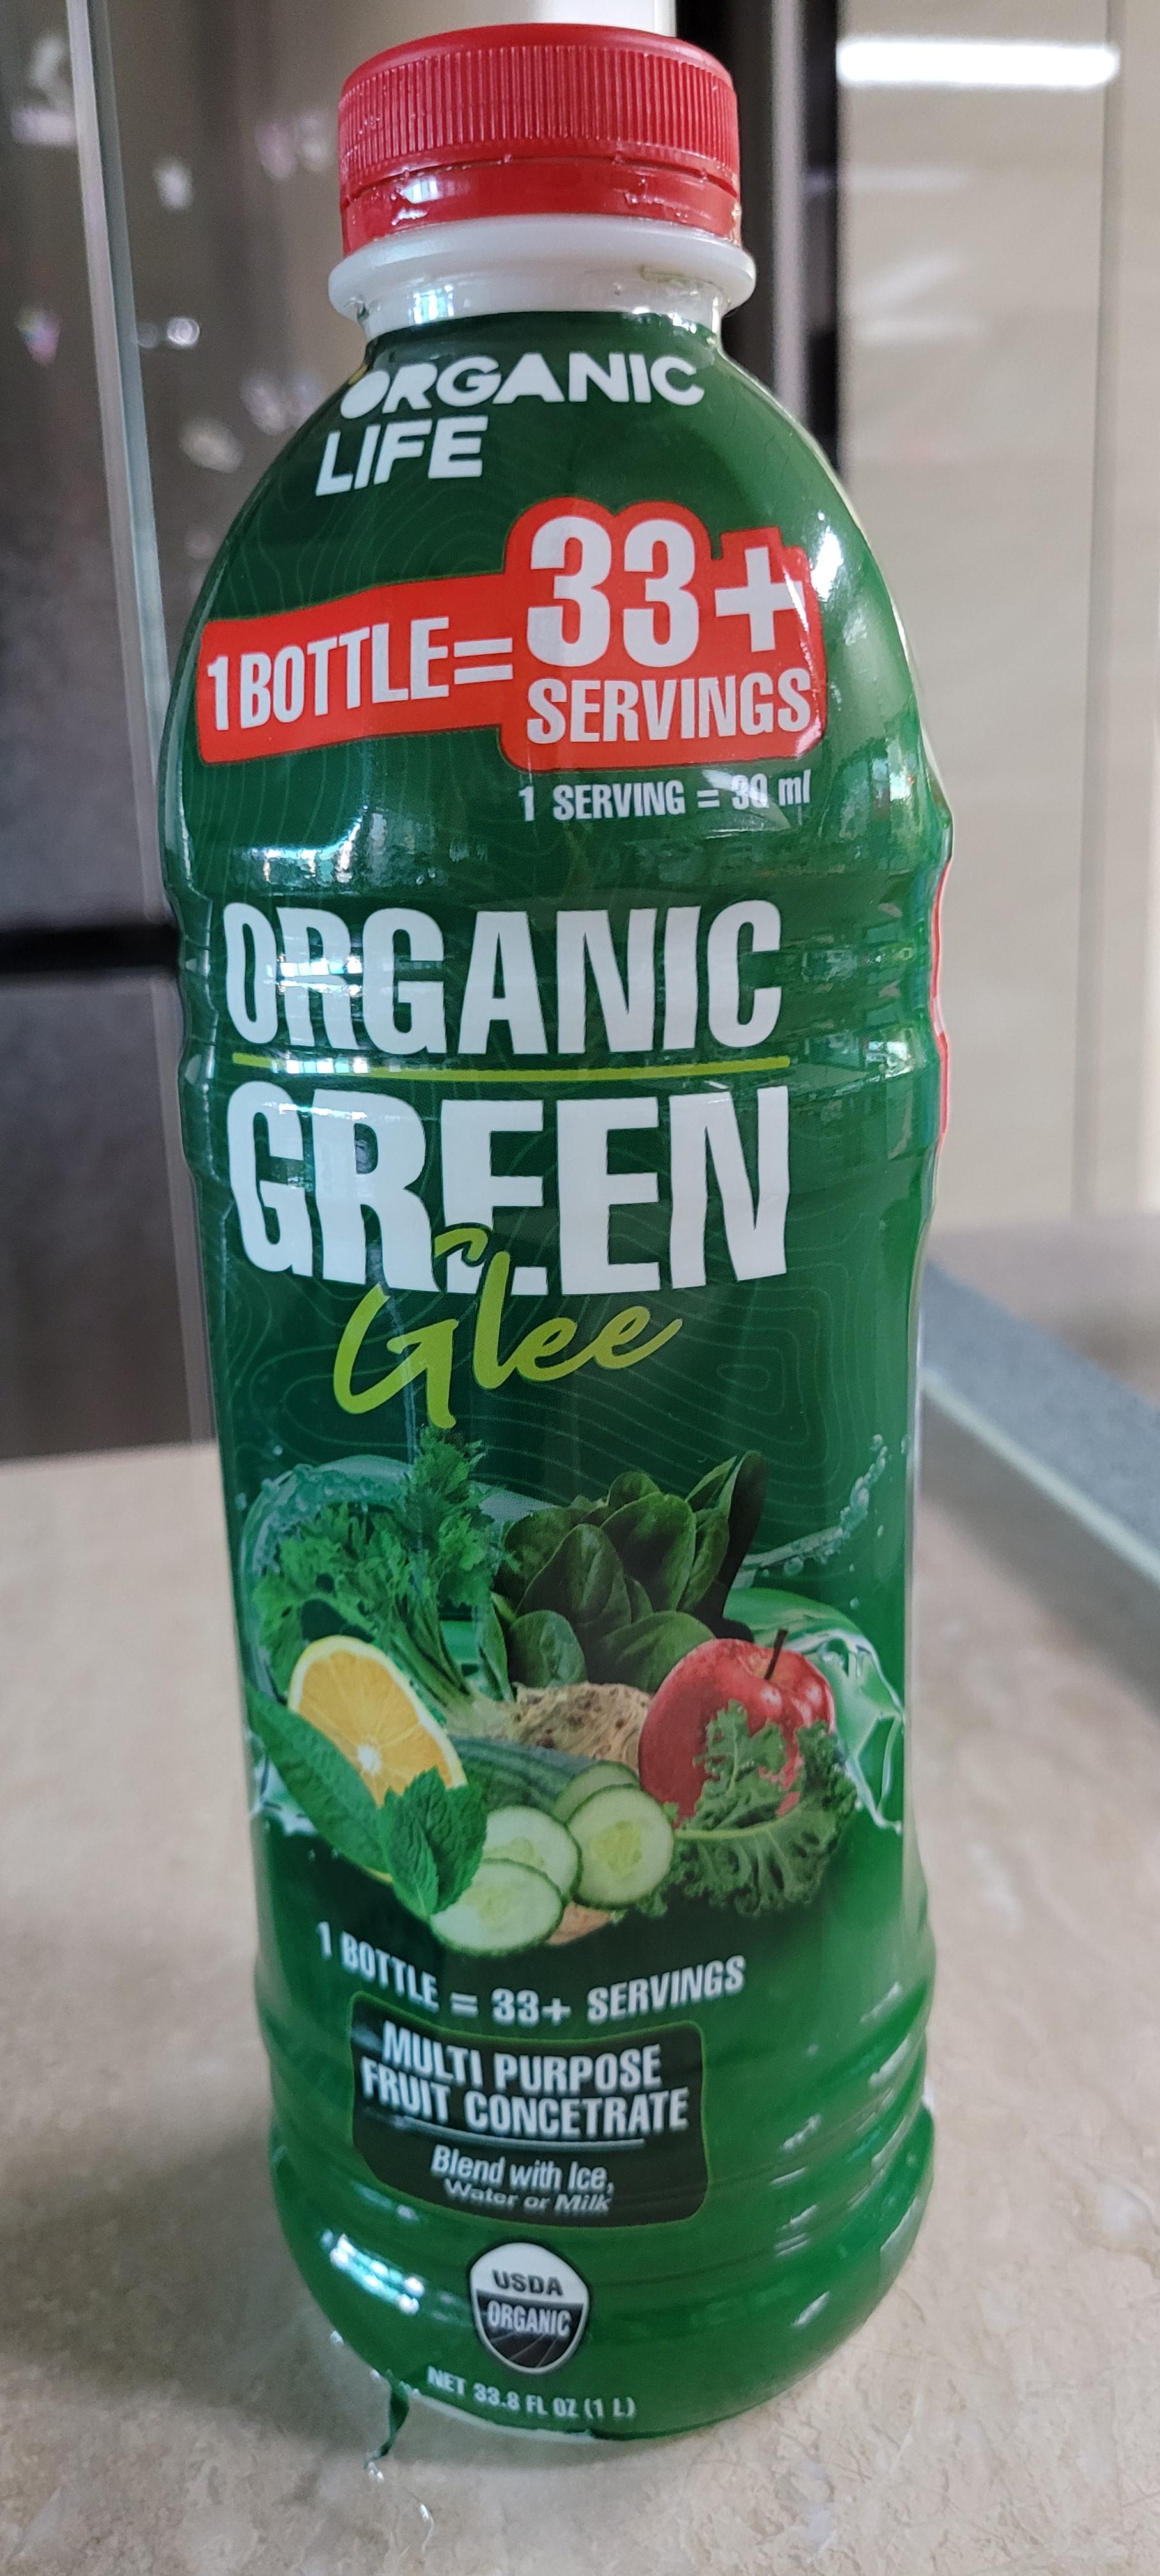 ORGANIC
LIFE
1 BOTTLE = 33+
SERVINGS
1 SERVING = 30 ml
ORGANIC
GREEN
Glee
1 BOTTLE = 33+ SERVINGS
MULTI PURPOSE
FRUIT CONCETRATE
Blend with Ice,
Water or Milk
USDA
ORGANIC
NET 33.8 FL OZ (1 L)